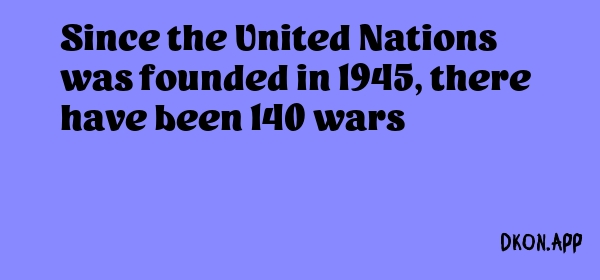 Since the United Nations
was founded in 1945, there
have been 140 wars
DKON.APP